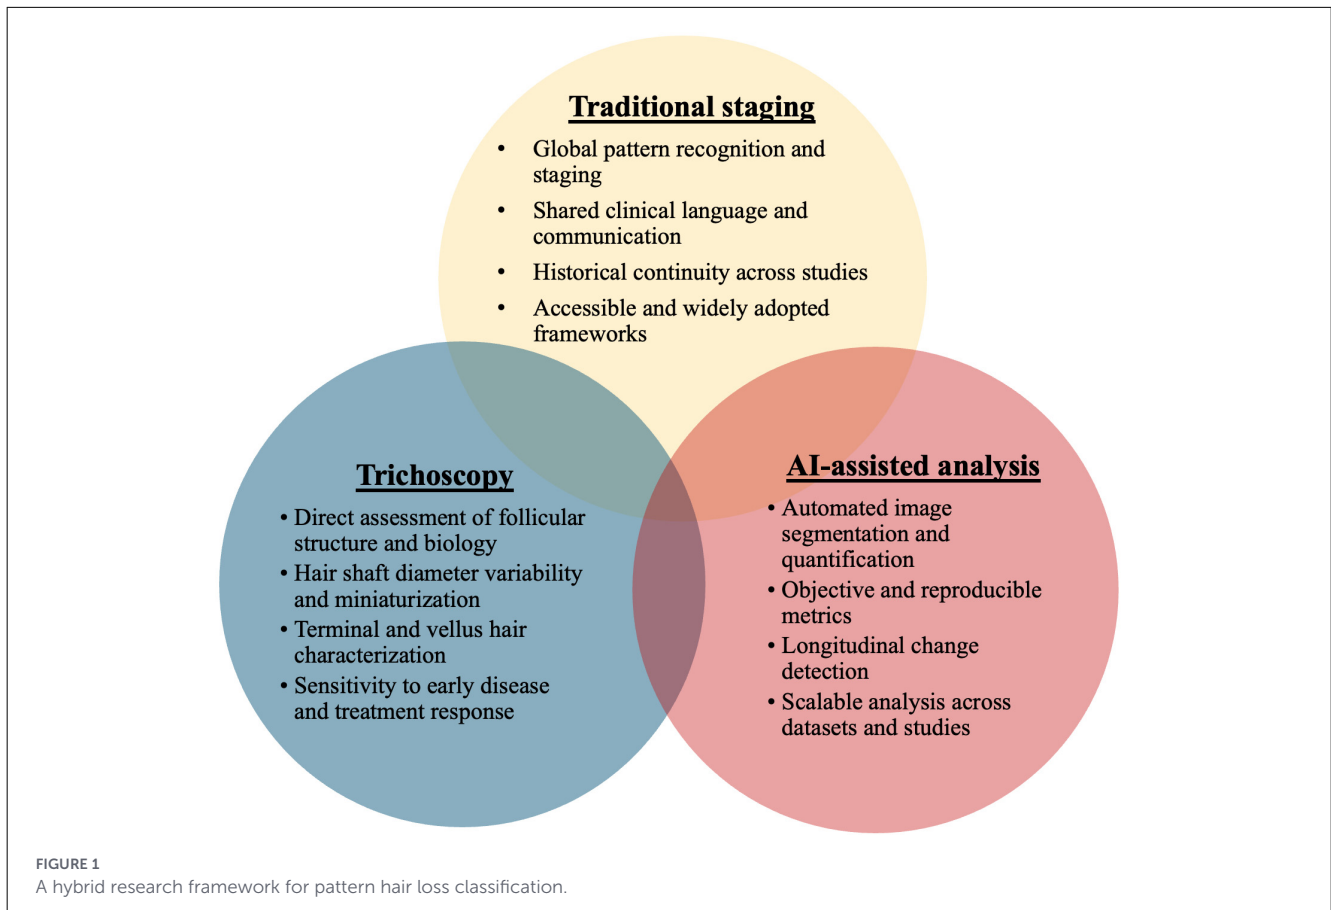 Traditional staging
• Global pattern recognition and
staging
• Shared clinical language and
communication
• Historical continuity across studies
• Accessible and widely adopted
frameworks
Trichoscopy
• Direct assessment of follicular
structure and biology
• Hair shaft diameter variability
and miniaturization
• Terminal and vellus hair
characterization
• Sensitivity to early disease
and treatment response
AI-assisted analysis
• Automated image
segmentation and
quantification
• Objective and reproducible
metrics
• Longitudinal change
detection
• Scalable analysis across
datasets and studies
FIGURE 1
A hybrid research framework for pattern hair loss classification.